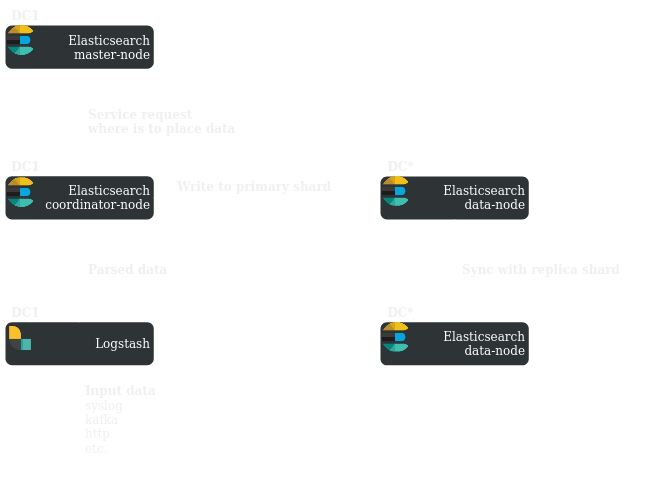 DC1
Elasticsearch
master-node
Service request
where is to place data
DC1
Elasticsearch
coordinator-node
Write to primary shard
DC*
Elasticsearch
data-node
Parsed data
Sync with replica shard
DC1
Logstash
DC*
Elasticsearch
data-node
Input data
syslog
kafka
http
etc.